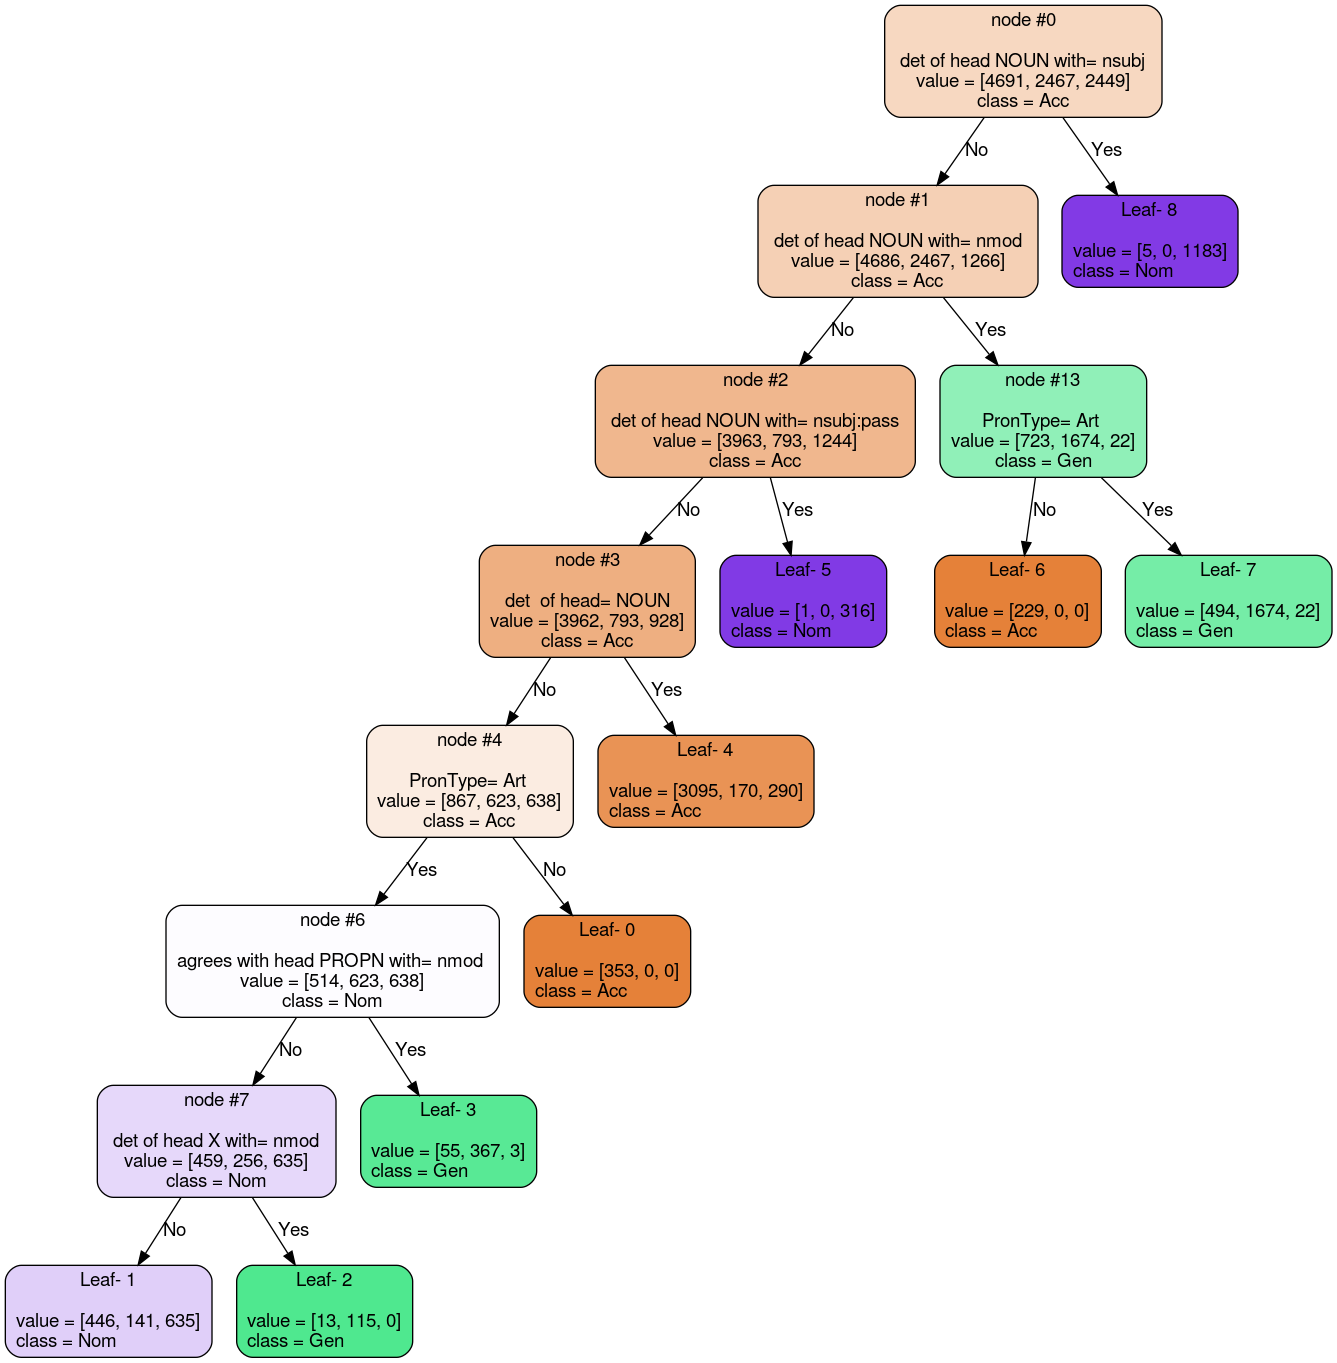 node #0
det of head NOUN with= nsubj
value = [4691, 2467, 2449]
class = Acc
No
Yes
node #1
det of head NOUN with= nmod
value = [4686, 2467, 1266]
class = Acc
Leaf- 8
value = [5, 0, 1183]
class = Nom
No
Yes
node #2
det of head NOUN with= nsubj:pass
value = [3963, 793, 1244]
class = Acc
node #13
PronType= Art
value = [723, 1674, 22]
class = Gen
No
Yes
No
Yes
node #3
det  of head= NOUN
value = [3962, 793, 928]
class = Acc
Leaf- 5
value = [1, 0, 316]
class = Nom
Leaf- 6
value = [229, 0, 0]
class = Acc
Leaf- 7
value = [494, 1674, 22]
class = Gen
No
Yes
node #4
PronType= Art
value = [867, 623, 638]
class = Acc
Leaf- 4
value = [3095, 170, 290]
class = Acc
Yes
No
node #6
agrees with head PROPN with= nmod
value = [514, 623, 638]
class = Nom
Leaf- 0
value = [353, 0, 0]
class = Acc
No
Yes
node #7
det of head X with= nmod
value = [459, 256, 635]
class = Nom
Leaf- 3
value = [55, 367, 3]
class = Gen
No
Yes
Leaf- 1
value = [446, 141, 635]
class = Nom
Leaf- 2
value = [13, 115, 0]
class = Gen